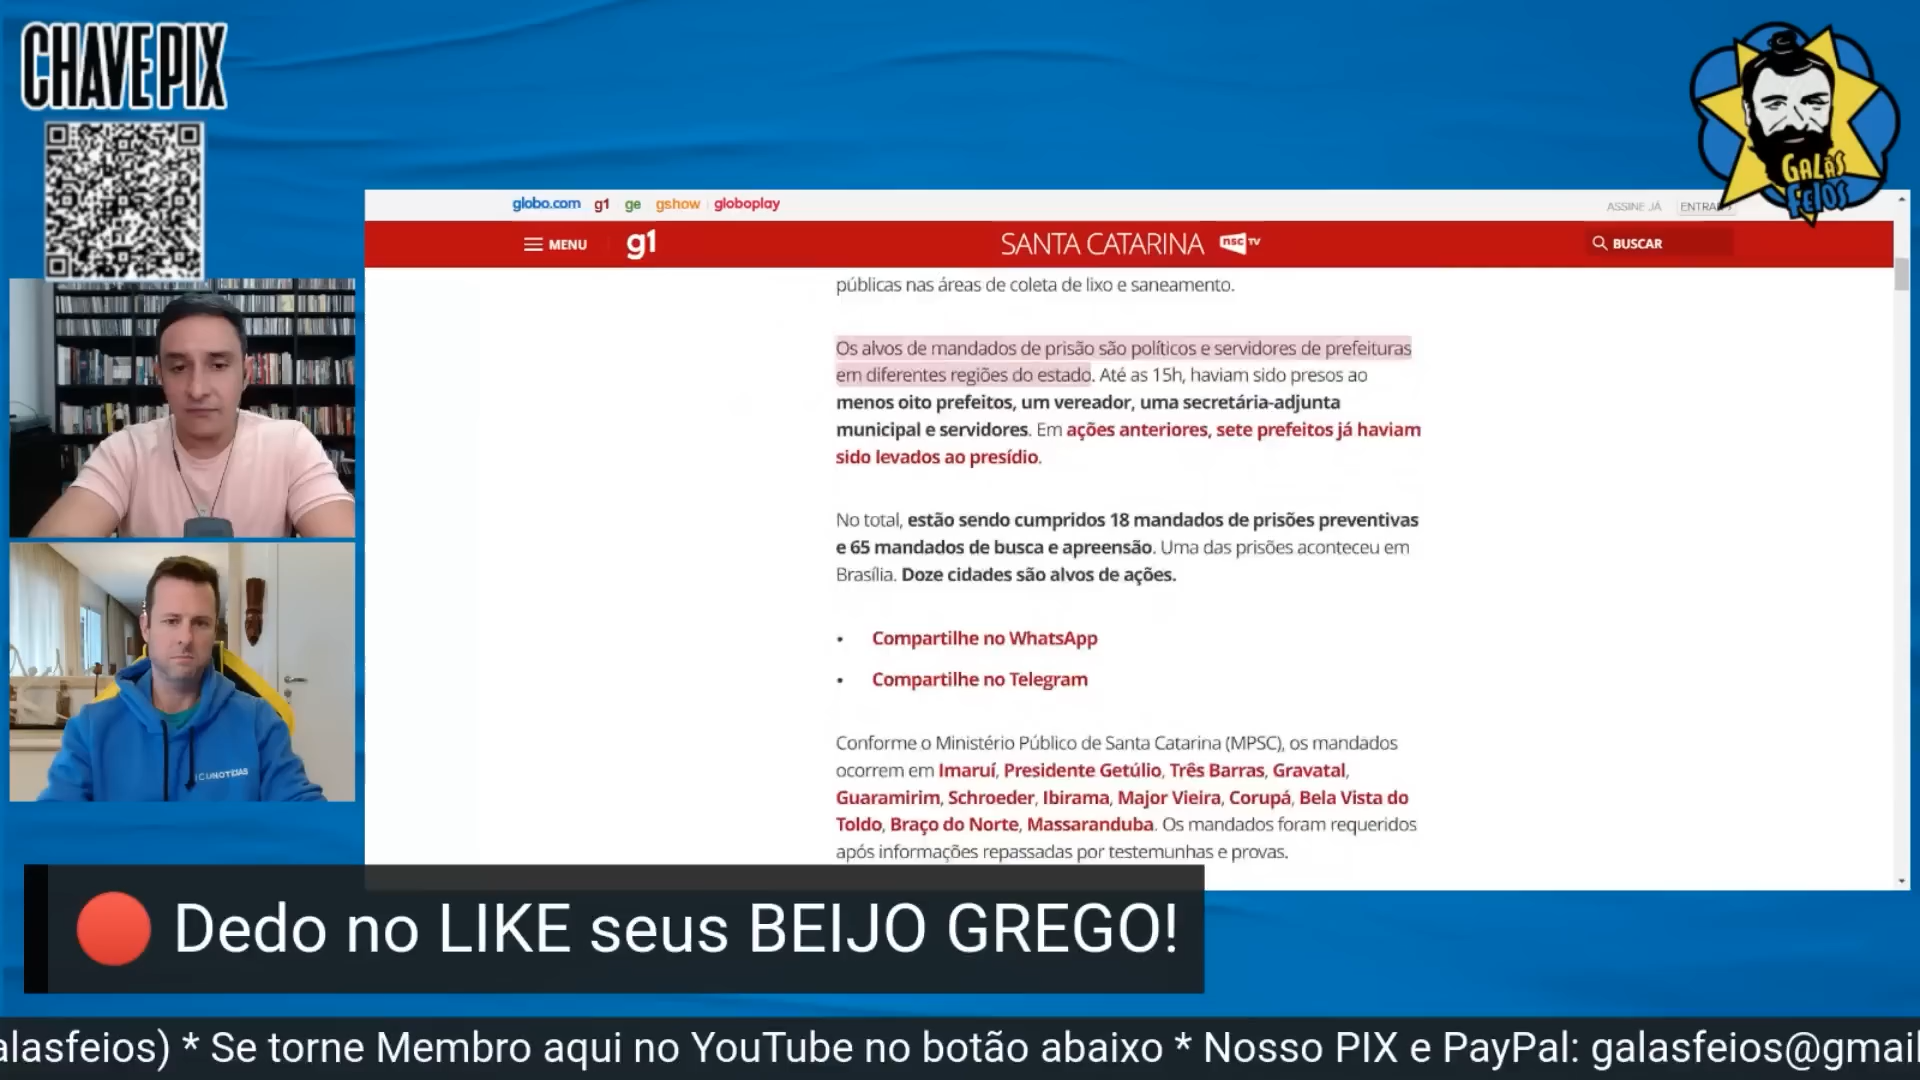 CHAVE PIX
GALÃS
FEIOS
globo.com g1 ge gshow globoplay
ASSINE JÁ
MENU g1 SANTA CATARINA nsc TV BUSCAR
públicas nas áreas de coleta de lixo e saneamento.
Os alvos de mandados de prisão são políticos e servidores de prefeituras
em diferentes regiões do estado. Até as 15h, haviam sido presos ao
menos oito prefeitos, um vereador, uma secretária-adjunta
municipal e servidores. Em ações anteriores, sete prefeitos já haviam
sido levados ao presídio.
No total, estão sendo cumpridos 18 mandados de prisões preventivas
e 65 mandados de busca e apreensão. Uma das prisões aconteceu em
Brasília. Doze cidades são alvos de ações.
• Compartilhe no WhatsApp
• Compartilhe no Telegram
Conforme o Ministério Público de Santa Catarina (MPSC), os mandados
ocorrem em Imaruí, Presidente Getúlio, Três Barras, Gravatal,
Guaramirim, Schroeder, Ibirama, Major Vieira, Corupá, Bela Vista do
Toldo, Braço do Norte, Massaranduba. Os mandados foram requeridos
após informações repassadas por testemunhas e provas.
Dedo no LIKE seus BEIJO GREGO!
alasfeios) * Se torne Membro aqui no YouTube no botão abaixo * Nosso PIX e PayPal: galasfeios@gmail